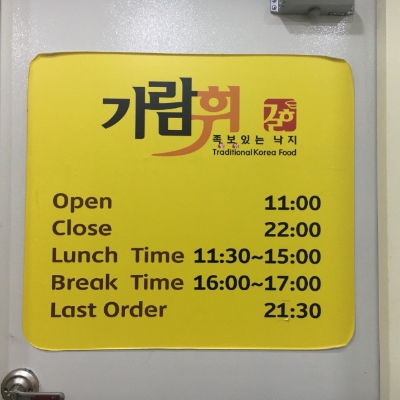 가람휘
족보있는 낙지
Traditional Korea Food
Open 11:00
Close 22:00
Lunch Time 11:30~15:00
Break Time 16:00~17:00
Last Order 21:30